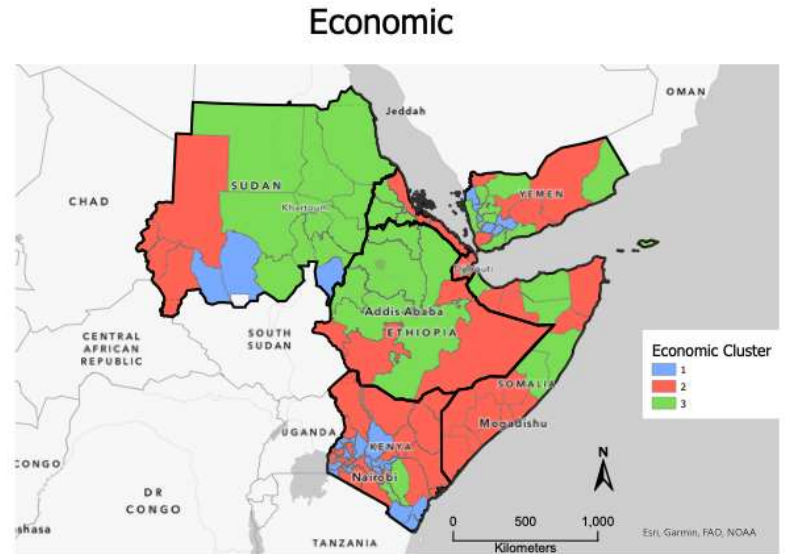 Economic
OMAN
Jeddah
CHAD
SUDAN
Khartoum
YEMEN
Djibouti
Addis Ababa
ETHIOPIA
CENTRAL
AFRICAN
REPUBLIC
SOUTH
SUDAN
Economic Cluster
1
2
3
SOMALIA
Mogadishu
UGANDA
KENYA
CONGO
Nairobi
N
DR
CONGO
shasa
0 500 1,000
Kilometers
Esri, Garmin, FAO, NOAA
TANZANIA